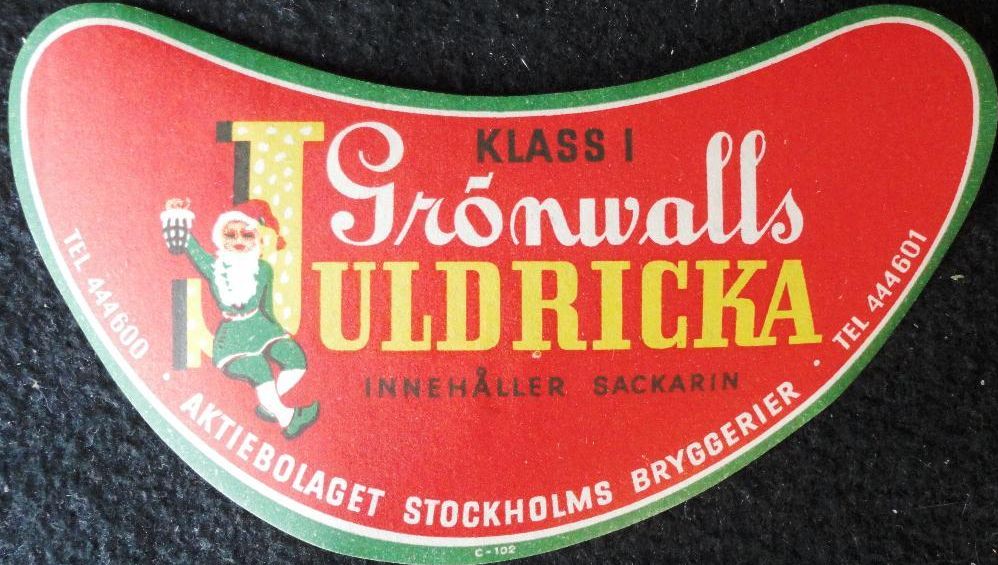 KLASS I
Grönwalls
JULDRICKA
INNEHÅLLER SACKARIN
TEL 444600 · AKTIEBOLAGET STOCKHOLMS BRYGGERIER · TEL 444601
C-102